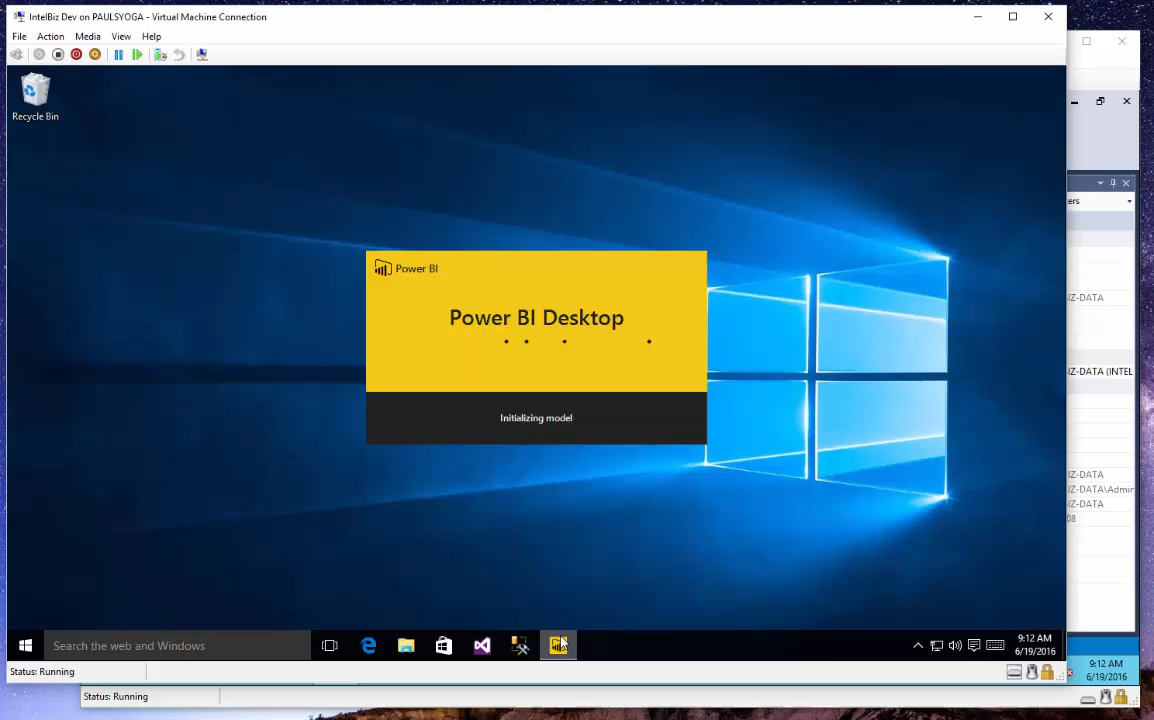 IntelBiz Dev on PAULSYOGA - Virtual Machine Connection
File Action Media View Help
Recycle Bin
ers
IZ-DATA
Power BI
Power BI Desktop
Initializing model
IZ-DATA (INTEL
IZ-DATA
IZ-DATA\Admin
IZ-DATA
08
Search the web and Windows
9:12 AM
6/19/2016
Status: Running
9:12 AM
6/19/2016
Status: Running